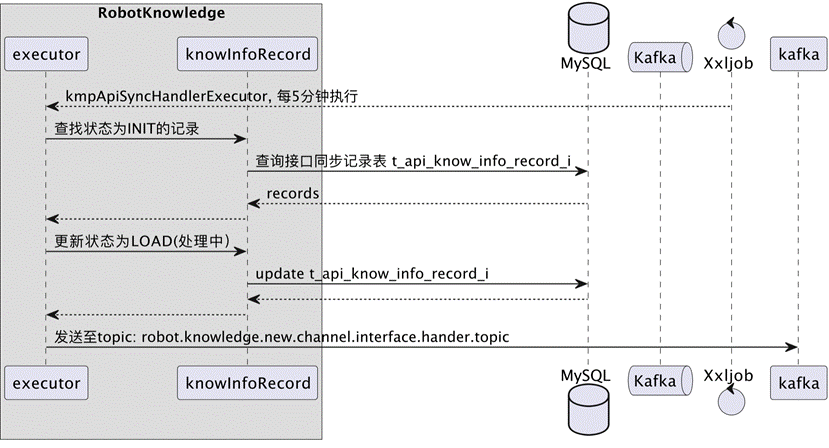 RobotKnowledge
executor
knowInfoRecord
MySQL
Kafka
Xxljob
kafka
kmpApiSyncHandlerExecutor, 每5分钟执行
查找状态为INIT的记录
查询接口同步记录表 t_api_know_info_record_i
records
更新状态为LOAD(处理中)
update t_api_know_info_record_i
发送至topic: robot.knowledge.new.channel.interface.hander.topic
executor
knowInfoRecord
MySQL
Kafka
Xxljob
kafka